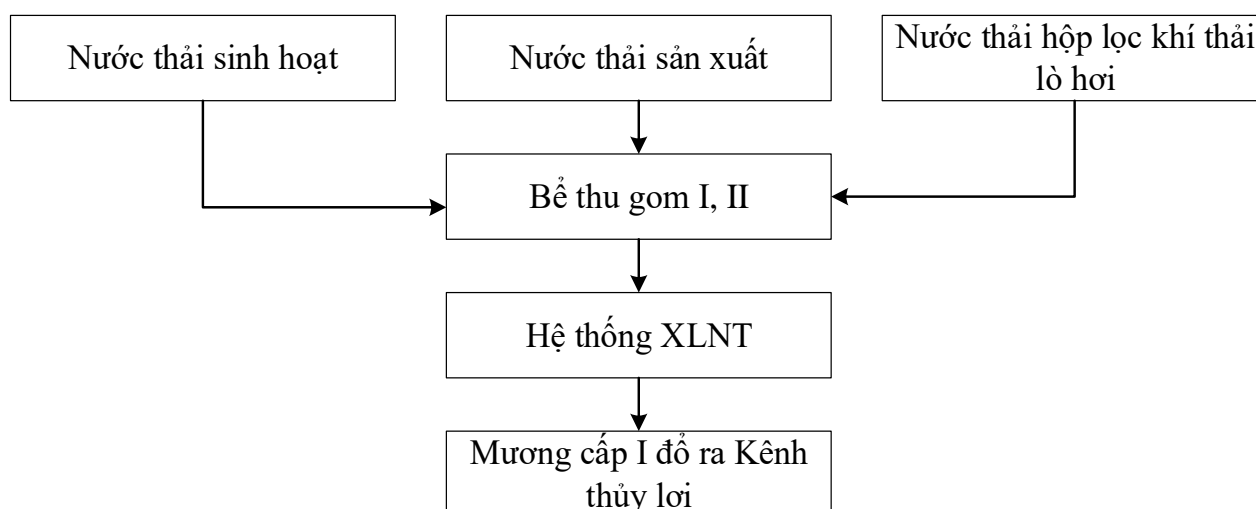 Nước thải sinh hoạt
Nước thải sản xuất
Nước thải hộp lọc khí thải
lò hơi
Bể thu gom I, II
Hệ thống XLNT
Mương cấp I đổ ra Kênh
thủy lợi